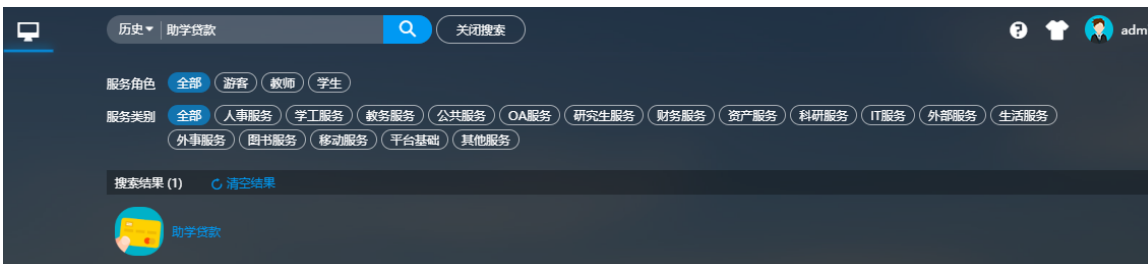 历史 助学贷款 关闭搜索 ? adm
服务角色 全部 游客 教师 学生
服务类别 全部 人事服务 学工服务 教务服务 公共服务 OA服务 研究生服务 财务服务 资产服务 科研服务 IT服务 外部服务 生活服务
外事服务 图书服务 移动服务 平台基础 其他服务
搜索结果 (1) 清空结果
助学贷款